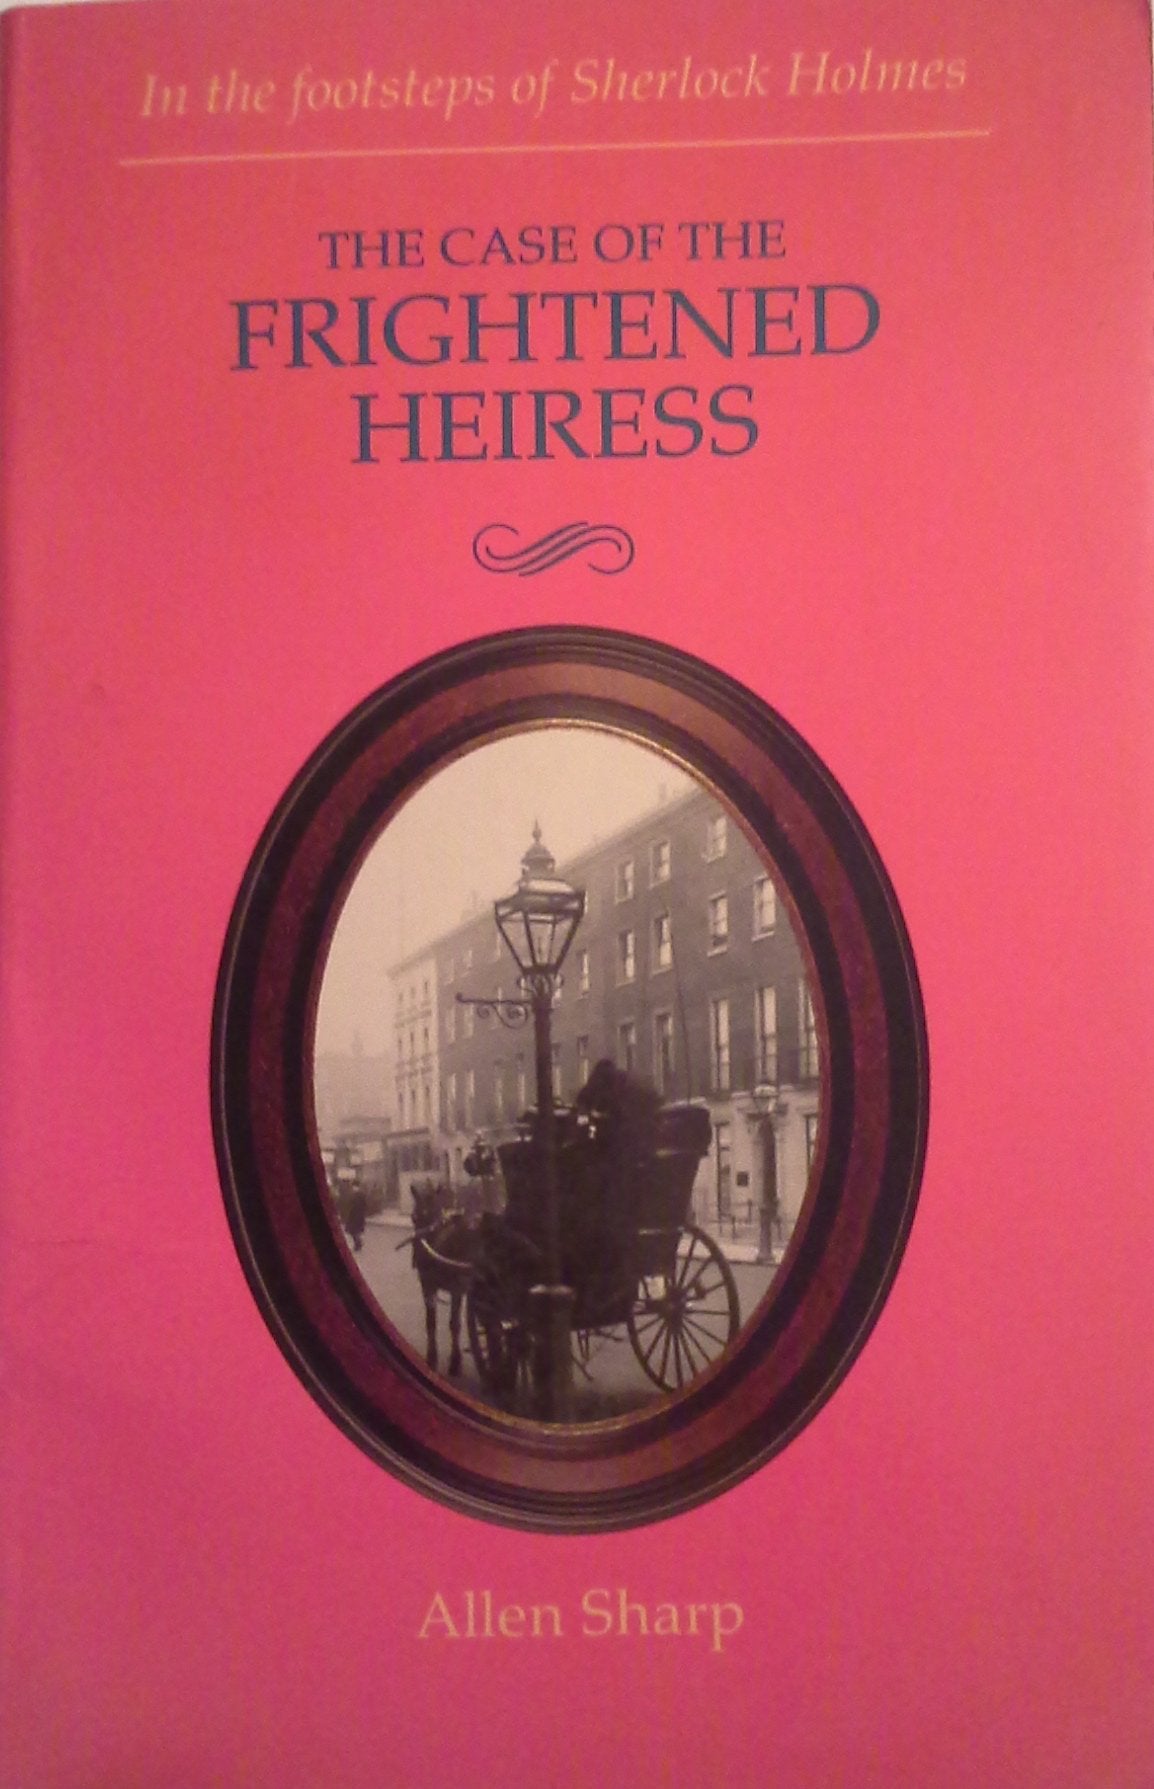 In the footsteps of Sherlock Holmes
THE CASE OF THE
FRIGHTENED
HEIRESS
Allen Sharp